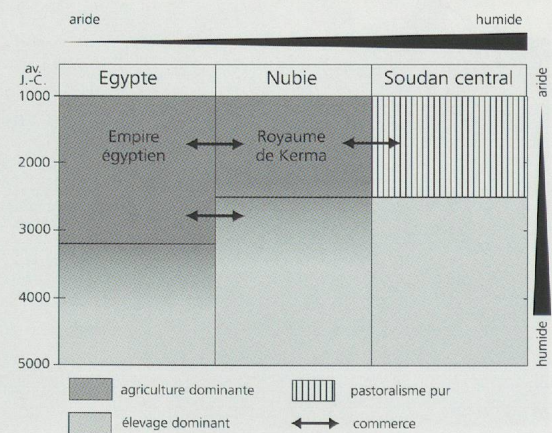 aride humide
av.
J.-C.
Egypte Nubie Soudan central
aride
1000
Empire
égyptien
Royaume
de Kerma
2000
3000
4000
humide
5000
agriculture dominante pastoralisme pur
élevage dominant commerce